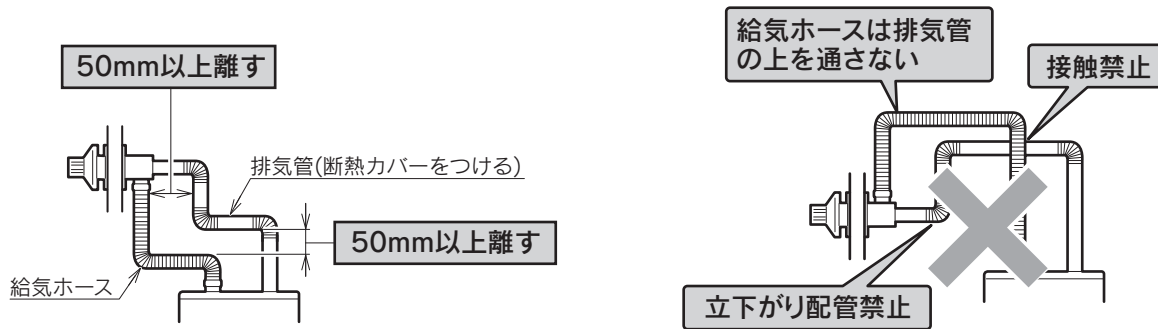 50mm以上離す
排気管(断熱カバーをつける)
50mm以上離す
給気ホース
給気ホースは排気管
の上を通さない
接触禁止
立下がり配管禁止